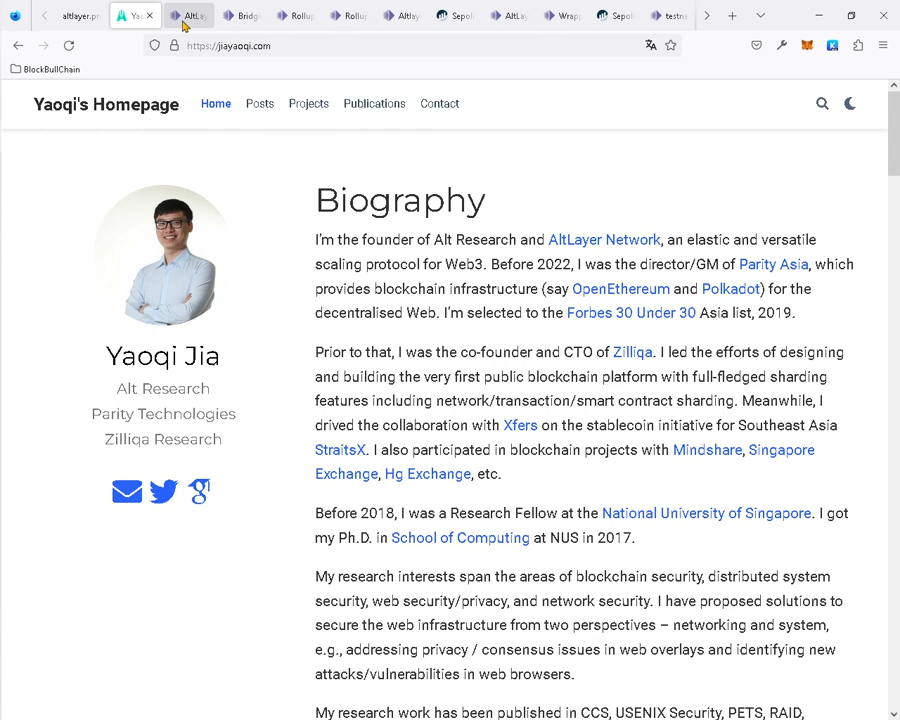 altlayer.pr
Ya
AltLay
Bridg
Rollup
Rollup
Altlaye
Sepoli
AltLay
Wrapp
Sepoli
testne
https://jiayaoqi.com
BlockBullChain
Yaoqi's Homepage
Home
Posts
Projects
Publications
Contact
Biography
I'm the founder of Alt Research and AltLayer Network, an elastic and versatile
scaling protocol for Web3. Before 2022, I was the director/GM of Parity Asia, which
provides blockchain infrastructure (say OpenEthereum and Polkadot) for the
decentralised Web. I'm selected to the Forbes 30 Under 30 Asia list, 2019.
Yaoqi Jia
Alt Research
Parity Technologies
Zilliqa Research
Prior to that, I was the co-founder and CTO of Zilliqa. I led the efforts of designing
and building the very first public blockchain platform with full-fledged sharding
features including network/transaction/smart contract sharding. Meanwhile, I
drived the collaboration with Xfers on the stablecoin initiative for Southeast Asia
StraitsX. I also participated in blockchain projects with Mindshare, Singapore
Exchange, Hg Exchange, etc.
Before 2018, I was a Research Fellow at the National University of Singapore. I got
my Ph.D. in School of Computing at NUS in 2017.
My research interests span the areas of blockchain security, distributed system
security, web security/privacy, and network security. I have proposed solutions to
secure the web infrastructure from two perspectives – networking and system,
e.g., addressing privacy / consensus issues in web overlays and identifying new
attacks/vulnerabilities in web browsers.
My research work has been published in CCS, USENIX Security, PETS, RAID,